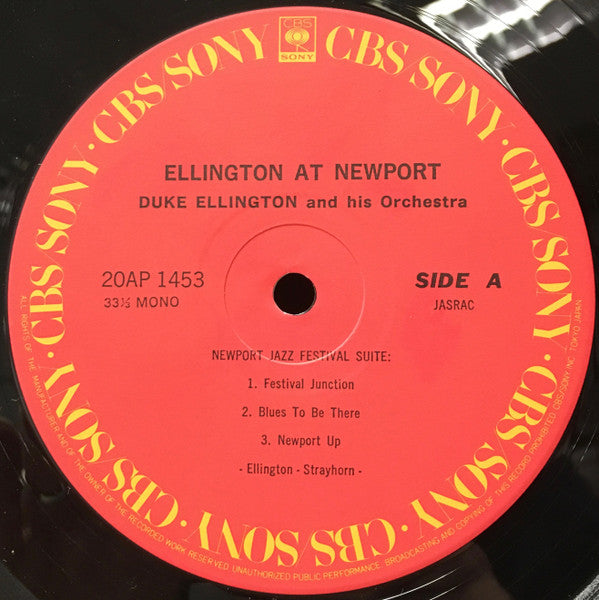 CBS
SONY
CBS/SONY · CBS/SONY · CBS/SONY · CBS/SONY · CBS/SONY · CBS/SONY · CBS/SONY · CBS/SONY
ELLINGTON AT NEWPORT
DUKE ELLINGTON and his Orchestra
20AP 1453
SIDE A
33⅓ MONO
JASRAC
NEWPORT JAZZ FESTIVAL SUITE:
1. Festival Junction
2. Blues To Be There
3. Newport Up
- Ellington - Strayhorn -
ALL RIGHTS OF THE MANUFACTURER AND OF THE OWNER OF THE RECORDED WORK RESERVED UNAUTHORIZED PUBLIC PERFORMANCE BROADCASTING AND COPYING OF THIS RECORD PROHIBITED CBS/SONY INC. TOKYO JAPAN